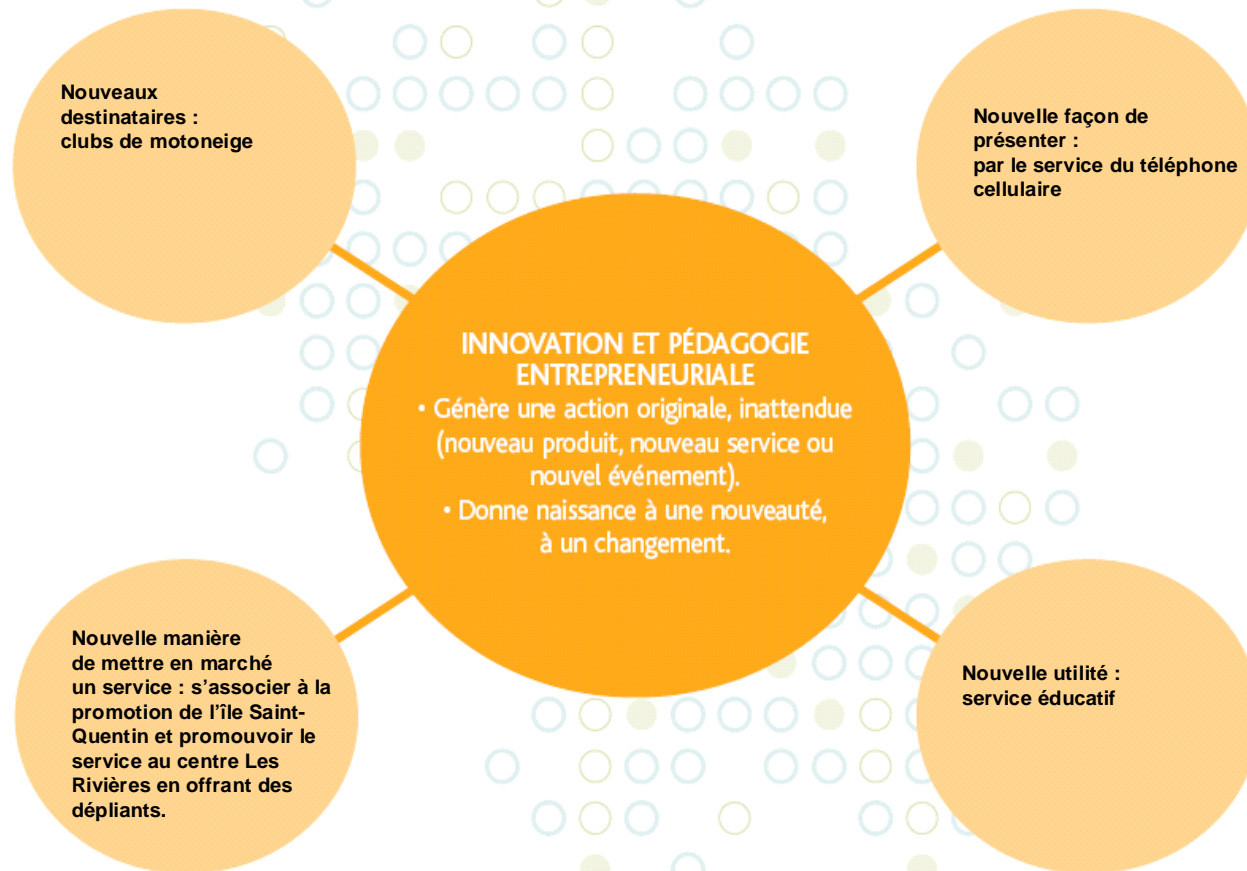 Nouveaux
destinataires :
clubs de motoneige
Nouvelle façon de
présenter :
par le service du téléphone
cellulaire
INNOVATION ET PÉDAGOGIE
ENTREPRENEURIALE
• Génère une action originale, inattendue
(nouveau produit, nouveau service ou
nouvel événement).
• Donne naissance à une nouveauté,
à un changement.
Nouvelle manière
de mettre en marché
un service : s’associer à la
promotion de l’île Saint-
Quentin et promouvoir le
service au centre Les
Rivières en offrant des
dépliants.
Nouvelle utilité :
service éducatif